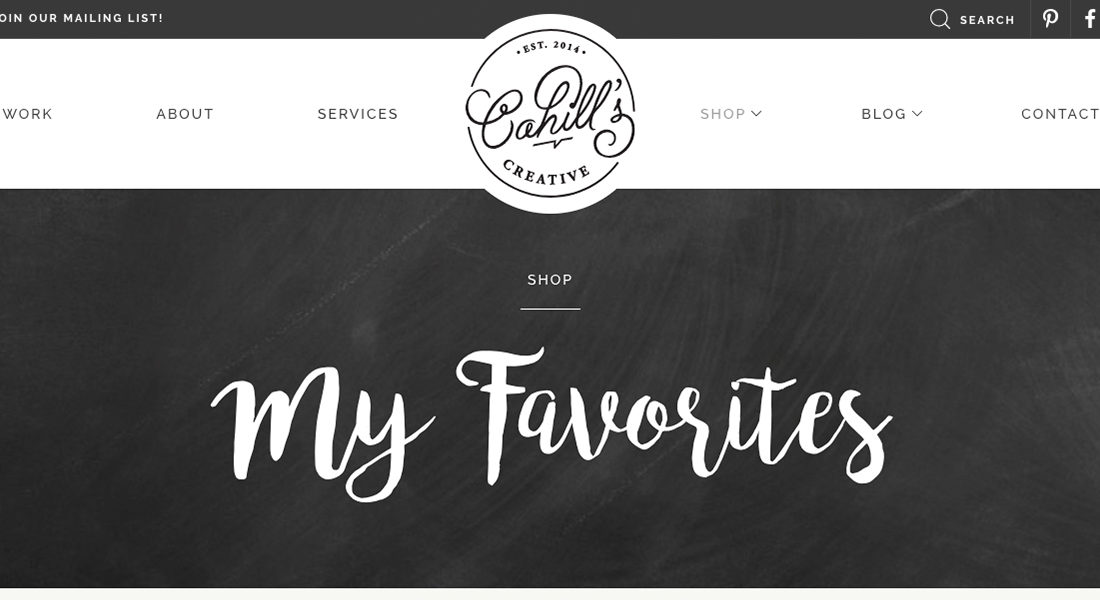 OIN OUR MAILING LIST!
SEARCH
WORK
ABOUT
SERVICES
• EST. 2014 •
Cahill's
CREATIVE
SHOP
BLOG
CONTACT
SHOP
My Favorites